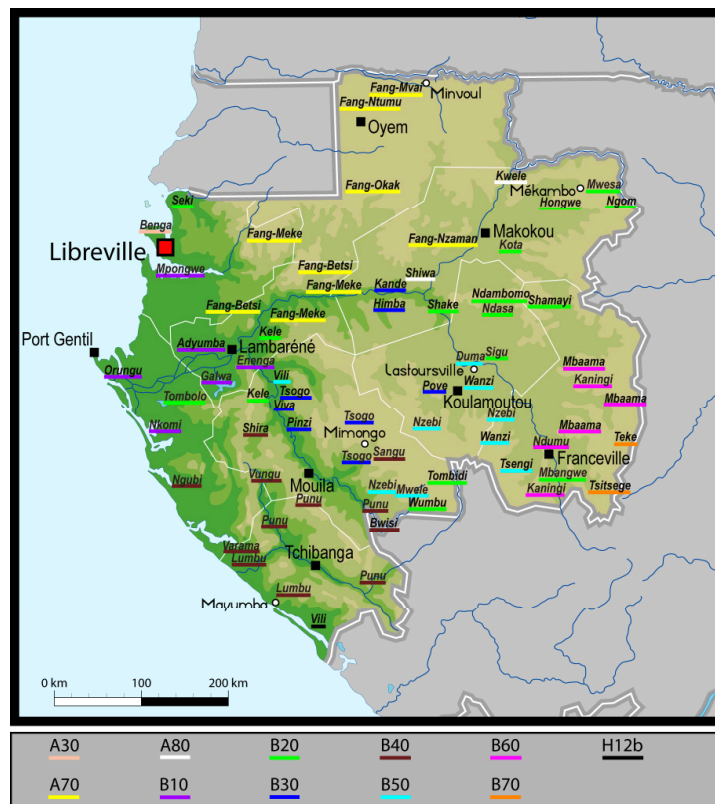 Fang-Mvai
Minvoul
Fang-Ntumu
Oyem
Kwele
Fang-Okak
Mékambo
Mwesa
Seki
Hongwe
Ngom
Benga
Libreville
Fang-Meke
Fang-Nzaman
Makokou
Kota
Mpongwe
Fang-Betsi
Shiwa
Fang-Meke
Kande
Ndambomo
Fang-Betsi
Himba
Shake
Shamayi
Fang-Meke
Ndasa
Port Gentil
Kele
Adyumba
Lambaréné
Duma
Sigu
Enenga
Lastoursville
Mbaama
Orungu
Galwa
Vili
Wanzi
Kaningi
Tombolo
Kele
Tsogo
Pove
Koulamoutou
Mbaama
Viva
Nkomi
Shira
Pinzi
Tsogo
Nzebi
Nzebi
Mbaama
Mimongo
Wanzi
Ndumu
Teke
Tsogo
Sangu
Franceville
Ngubi
Vungu
Mouila
Tsengi
Mbangwe
Tombidi
Nzebi
Mwele
Kaningi
Tsitsege
Punu
Punu
Wumbu
Punu
Bwisi
Varama
Lumbu
Tchibanga
Punu
Lumbu
Mayumba
Vili
0 km
100
200 km
A30
A80
B20
B40
B60
H12b
A70
B10
B30
B50
B70